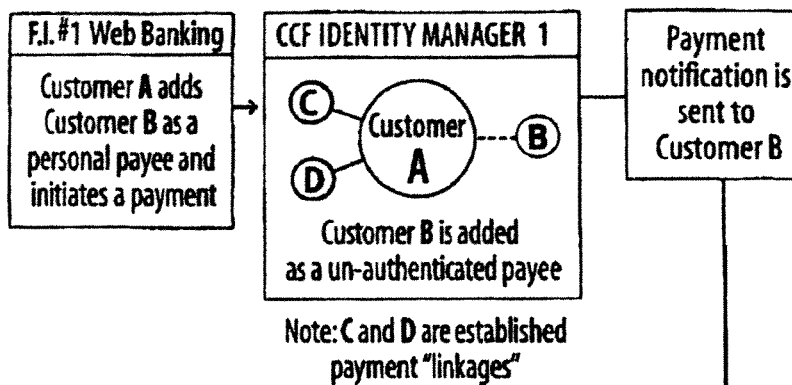 F.I.#1 Web Banking
Customer A adds
Customer B as a
personal payee and
initiates a payment
CCF IDENTITY MANAGER 1
C
D
Customer
A
B
Customer B is added
as a un-authenticated payee
Note: C and D are established
payment "linkages"
Payment
notification is
sent to
Customer B